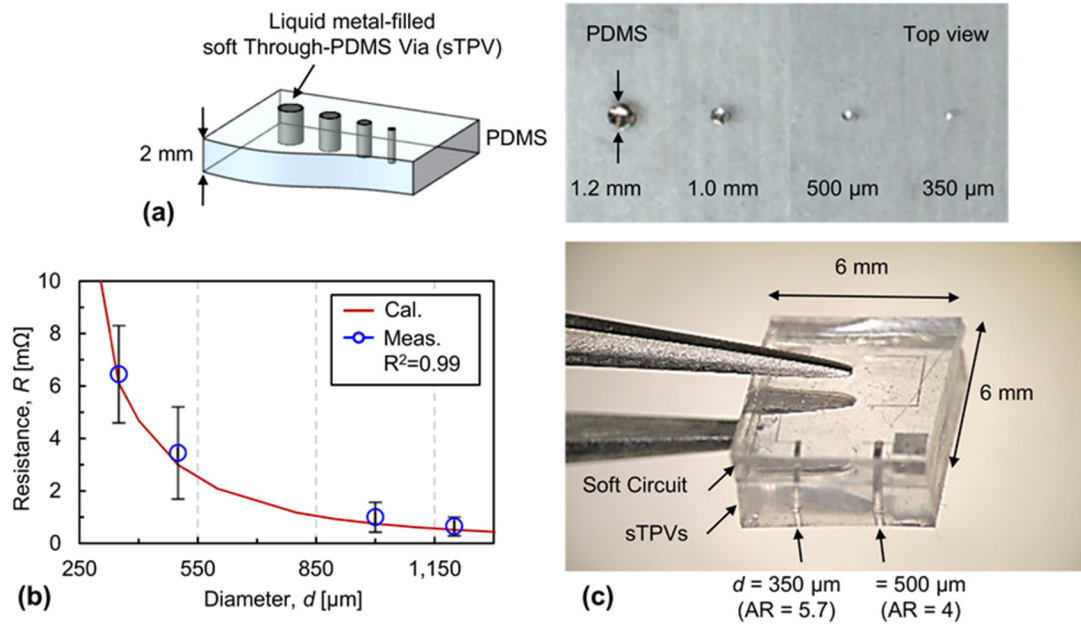 Liquid metal-filled
soft Through-PDMS Via (sTPV)
2 mm
PDMS
(a)
PDMS
Top view
1.2 mm
1.0 mm
500 μm
350 μm
Resistance, R [mΩ]
10
8
6
4
2
0
250
550
850
1,150
Diameter, d [μm]
Cal.
Meas.
R²=0.99
(b)
6 mm
6 mm
Soft Circuit
sTPVs
d = 350 μm
(AR = 5.7)
= 500 μm
(AR = 4)
(c)